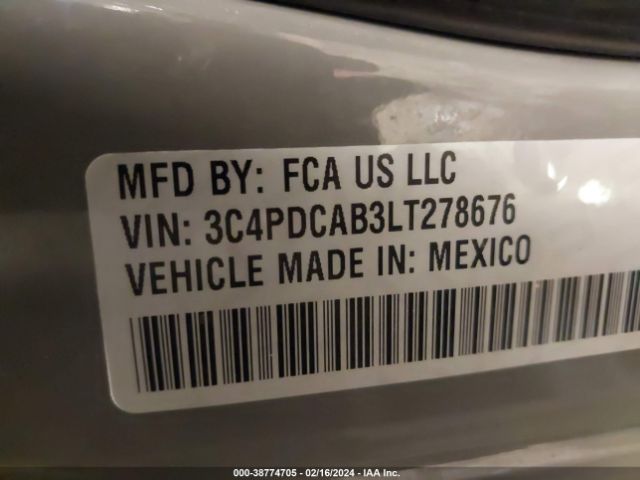 MFD BY: FCA US LLC
VIN: 3C4PDCAB3LT278676
VEHICLE MADE IN: MEXICO
000-38774705 - 02/16/2024 - IAA Inc.